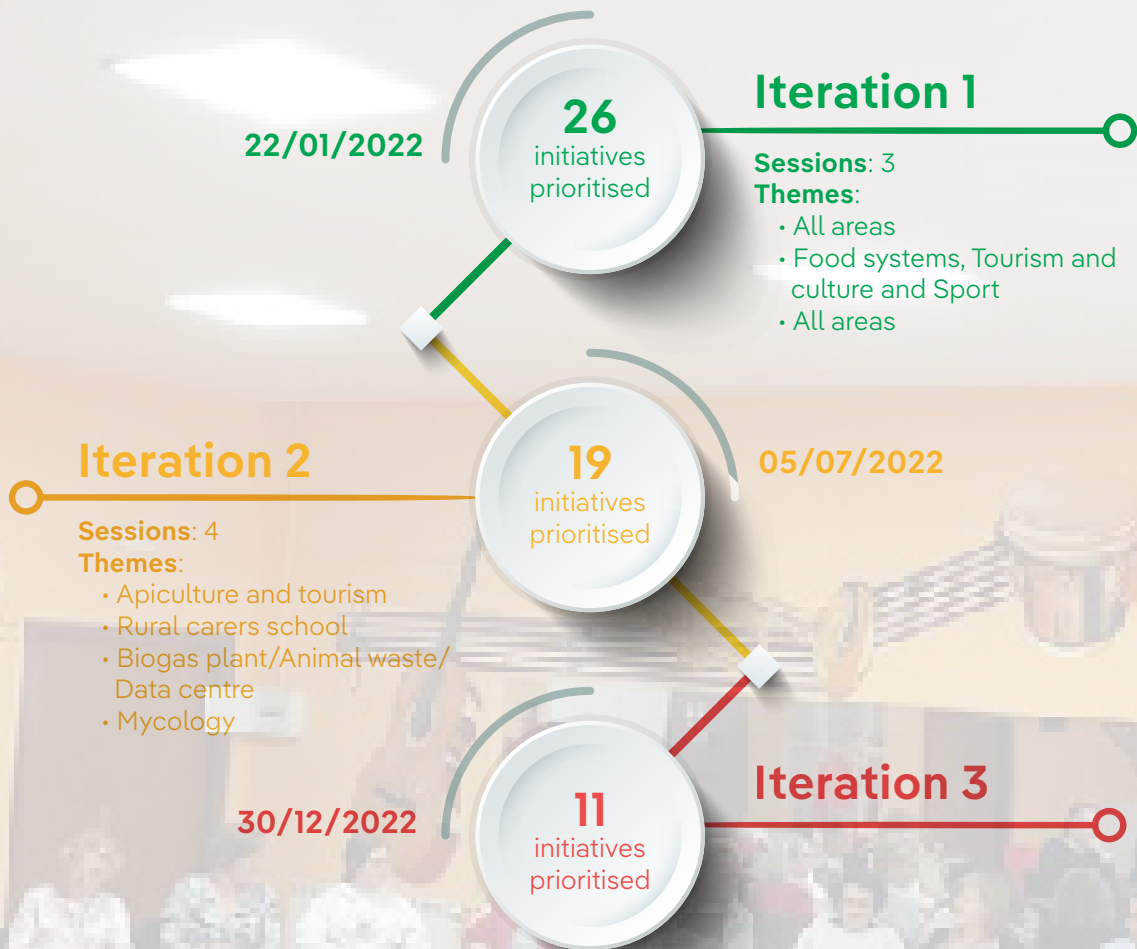 22/01/2022
26
initiatives
prioritised
Iteration 1
Sessions: 3
Themes:
• All areas
• Food systems, Tourism and
culture and Sport
• All areas
Iteration 2
Sessions: 4
Themes:
• Apiculture and tourism
• Rural carers school
• Biogas plant/Animal waste/
Data centre
• Mycology
19
initiatives
prioritised
05/07/2022
30/12/2022
11
initiatives
prioritised
Iteration 3